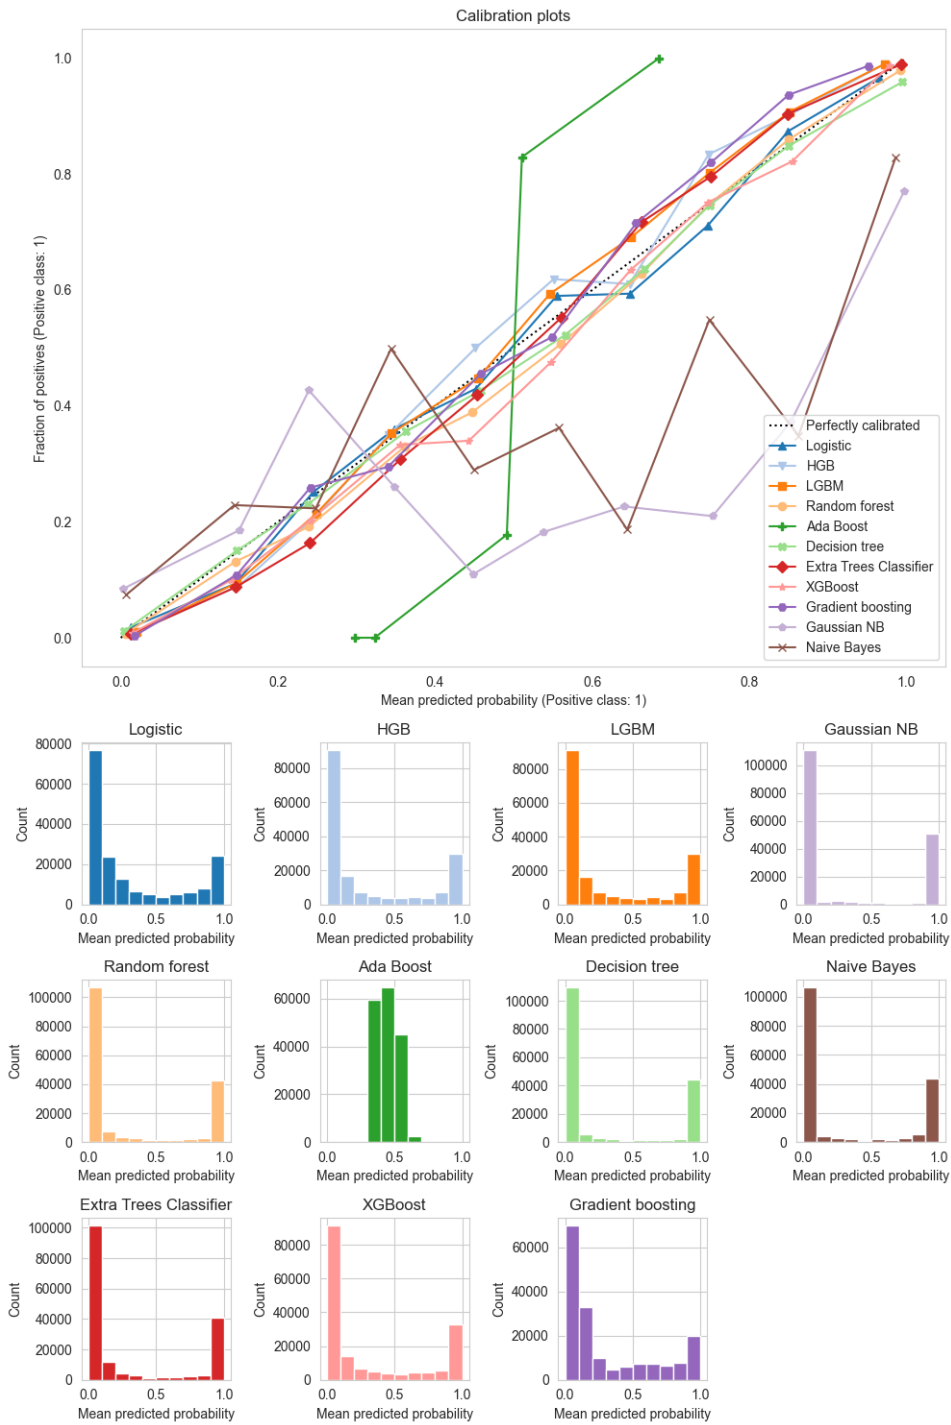 Calibration plots
1.0
0.8
0.6
0.4
0.2
0.0
Fraction of positives (Positive class: 1)
Perfectly calibrated
Logistic
HGB
LGBM
Random forest
Ada Boost
Decision tree
Extra Trees Classifier
XGBoost
Gradient boosting
Gaussian NB
Naive Bayes
0.0 0.2 0.4 0.6 0.8 1.0
Mean predicted probability (Positive class: 1)
Logistic
80000
60000
40000
20000
0
Count
0.0 0.5 1.0
Mean predicted probability
HGB
80000
60000
40000
20000
0
Count
0.0 0.5 1.0
Mean predicted probability
LGBM
80000
60000
40000
20000
0
Count
0.0 0.5 1.0
Mean predicted probability
Gaussian NB
100000
80000
60000
40000
20000
0
Count
0.0 0.5 1.0
Mean predicted probability
Random forest
100000
80000
60000
40000
20000
0
Count
0.0 0.5 1.0
Mean predicted probability
Ada Boost
60000
40000
20000
0
Count
0.0 0.5 1.0
Mean predicted probability
Decision tree
100000
80000
60000
40000
20000
0
Count
0.0 0.5 1.0
Mean predicted probability
Naive Bayes
100000
80000
60000
40000
20000
0
Count
0.0 0.5 1.0
Mean predicted probability
Extra Trees Classifier
100000
80000
60000
40000
20000
0
Count
0.0 0.5 1.0
Mean predicted probability
XGBoost
80000
60000
40000
20000
0
Count
0.0 0.5 1.0
Mean predicted probability
Gradient boosting
60000
40000
20000
0
Count
0.0 0.5 1.0
Mean predicted probability